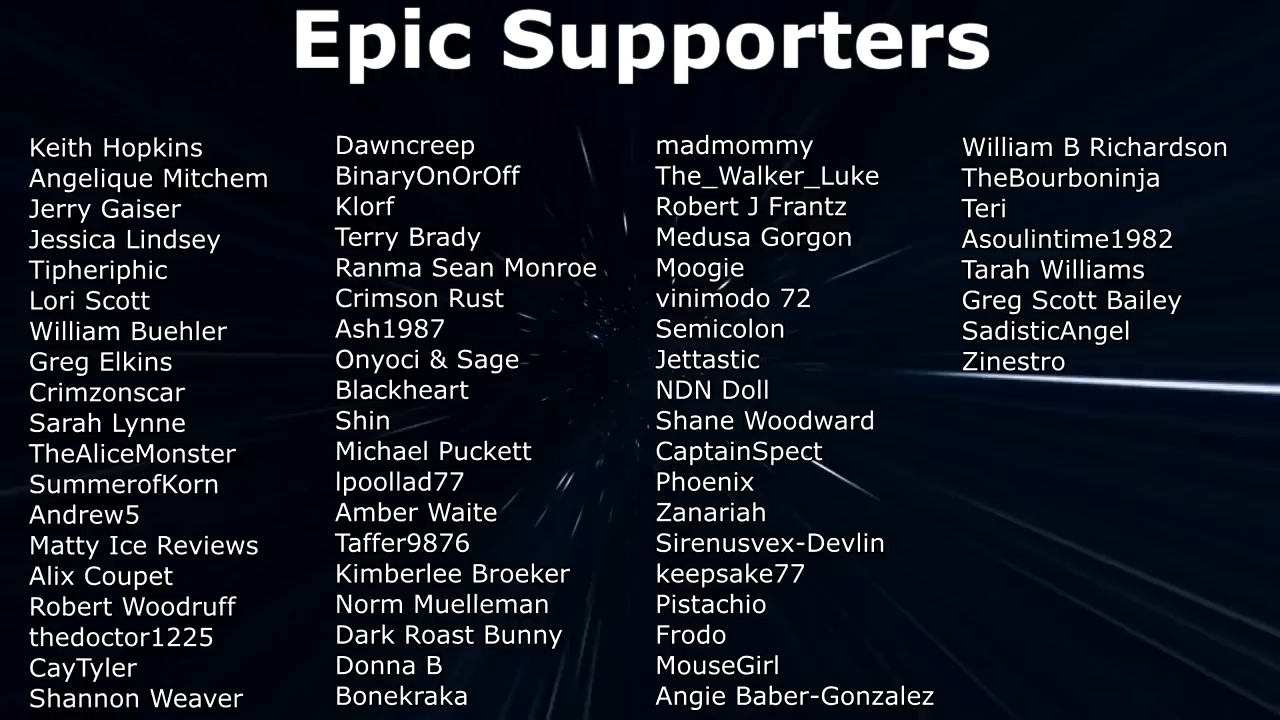 Epic Supporters
Keith Hopkins
Angelique Mitchem
Jerry Gaiser
Jessica Lindsey
Tipheriphic
Lori Scott
William Buehler
Greg Elkins
Crimzonscar
Sarah Lynne
TheAliceMonster
SummerofKorn
Andrew5
Matty Ice Reviews
Alix Coupet
Robert Woodruff
thedoctor1225
CayTyler
Shannon Weaver
Dawncreep
BinaryOnOrOff
Klorf
Terry Brady
Ranma Sean Monroe
Crimson Rust
Ash1987
Onyoci & Sage
Blackheart
Shin
Michael Puckett
lpoollad77
Amber Waite
Taffer9876
Kimberlee Broeker
Norm Muelleman
Dark Roast Bunny
Donna B
Bonekraka
madmommy
The_Walker_Luke
Robert J Frantz
Medusa Gorgon
Moogie
vinimodo 72
Semicolon
Jettastic
NDN Doll
Shane Woodward
CaptainSpect
Phoenix
Zanariah
Sirenusvex-Devlin
keepsake77
Pistachio
Frodo
MouseGirl
Angie Baber-Gonzalez
William B Richardson
TheBourboninja
Teri
Asoulintime1982
Tarah Williams
Greg Scott Bailey
SadisticAngel
Zinestro